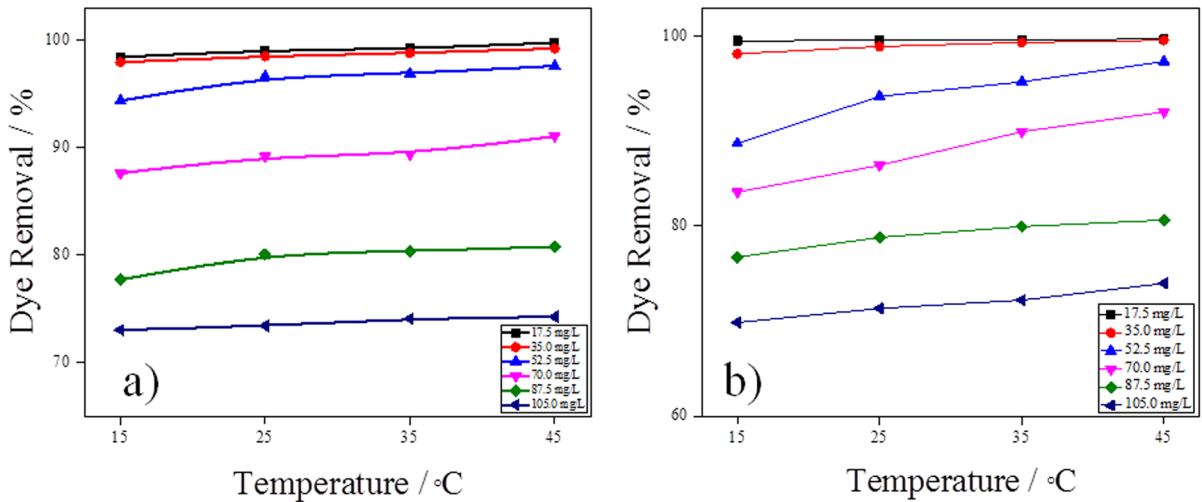 100
90
80
70
Dye Removal / %
15 25 35 45
Temperature / °C
17.5 mg/L
35.0 mg/L
52.5 mg/L
70.0 mg/L
87.5 mg/L
105.0 mg/L
a)
100
80
60
Dye Removal / %
15 25 35 45
Temperature / °C
17.5 mg/L
35.0 mg/L
52.5 mg/L
70.0 mg/L
87.5 mg/L
105.0 mg/L
b)